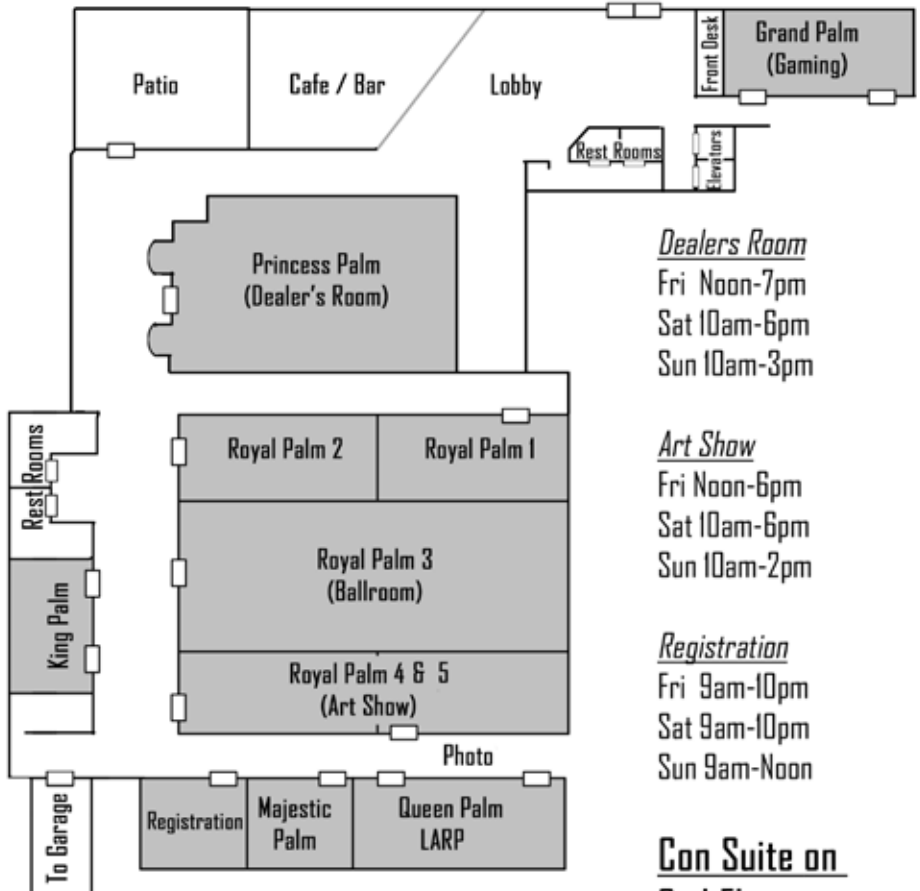 Patio
Cafe / Bar
Lobby
Front Desk
Grand Palm
(Gaming)
Rest Rooms
Elevators
Princess Palm
(Dealer's Room)
Dealers Room
Fri Noon-7pm
Sat 10am-6pm
Sun 10am-3pm
Rest Rooms
Royal Palm 2
Royal Palm 1
Art Show
Fri Noon-6pm
Sat 10am-6pm
Sun 10am-2pm
Royal Palm 3
(Ballroom)
King Palm
Royal Palm 4 & 5
(Art Show)
Registration
Fri 9am-10pm
Sat 9am-10pm
Sun 9am-Noon
Photo
To Garage
Registration
Majestic
Palm
Queen Palm
LARP
Con Suite on